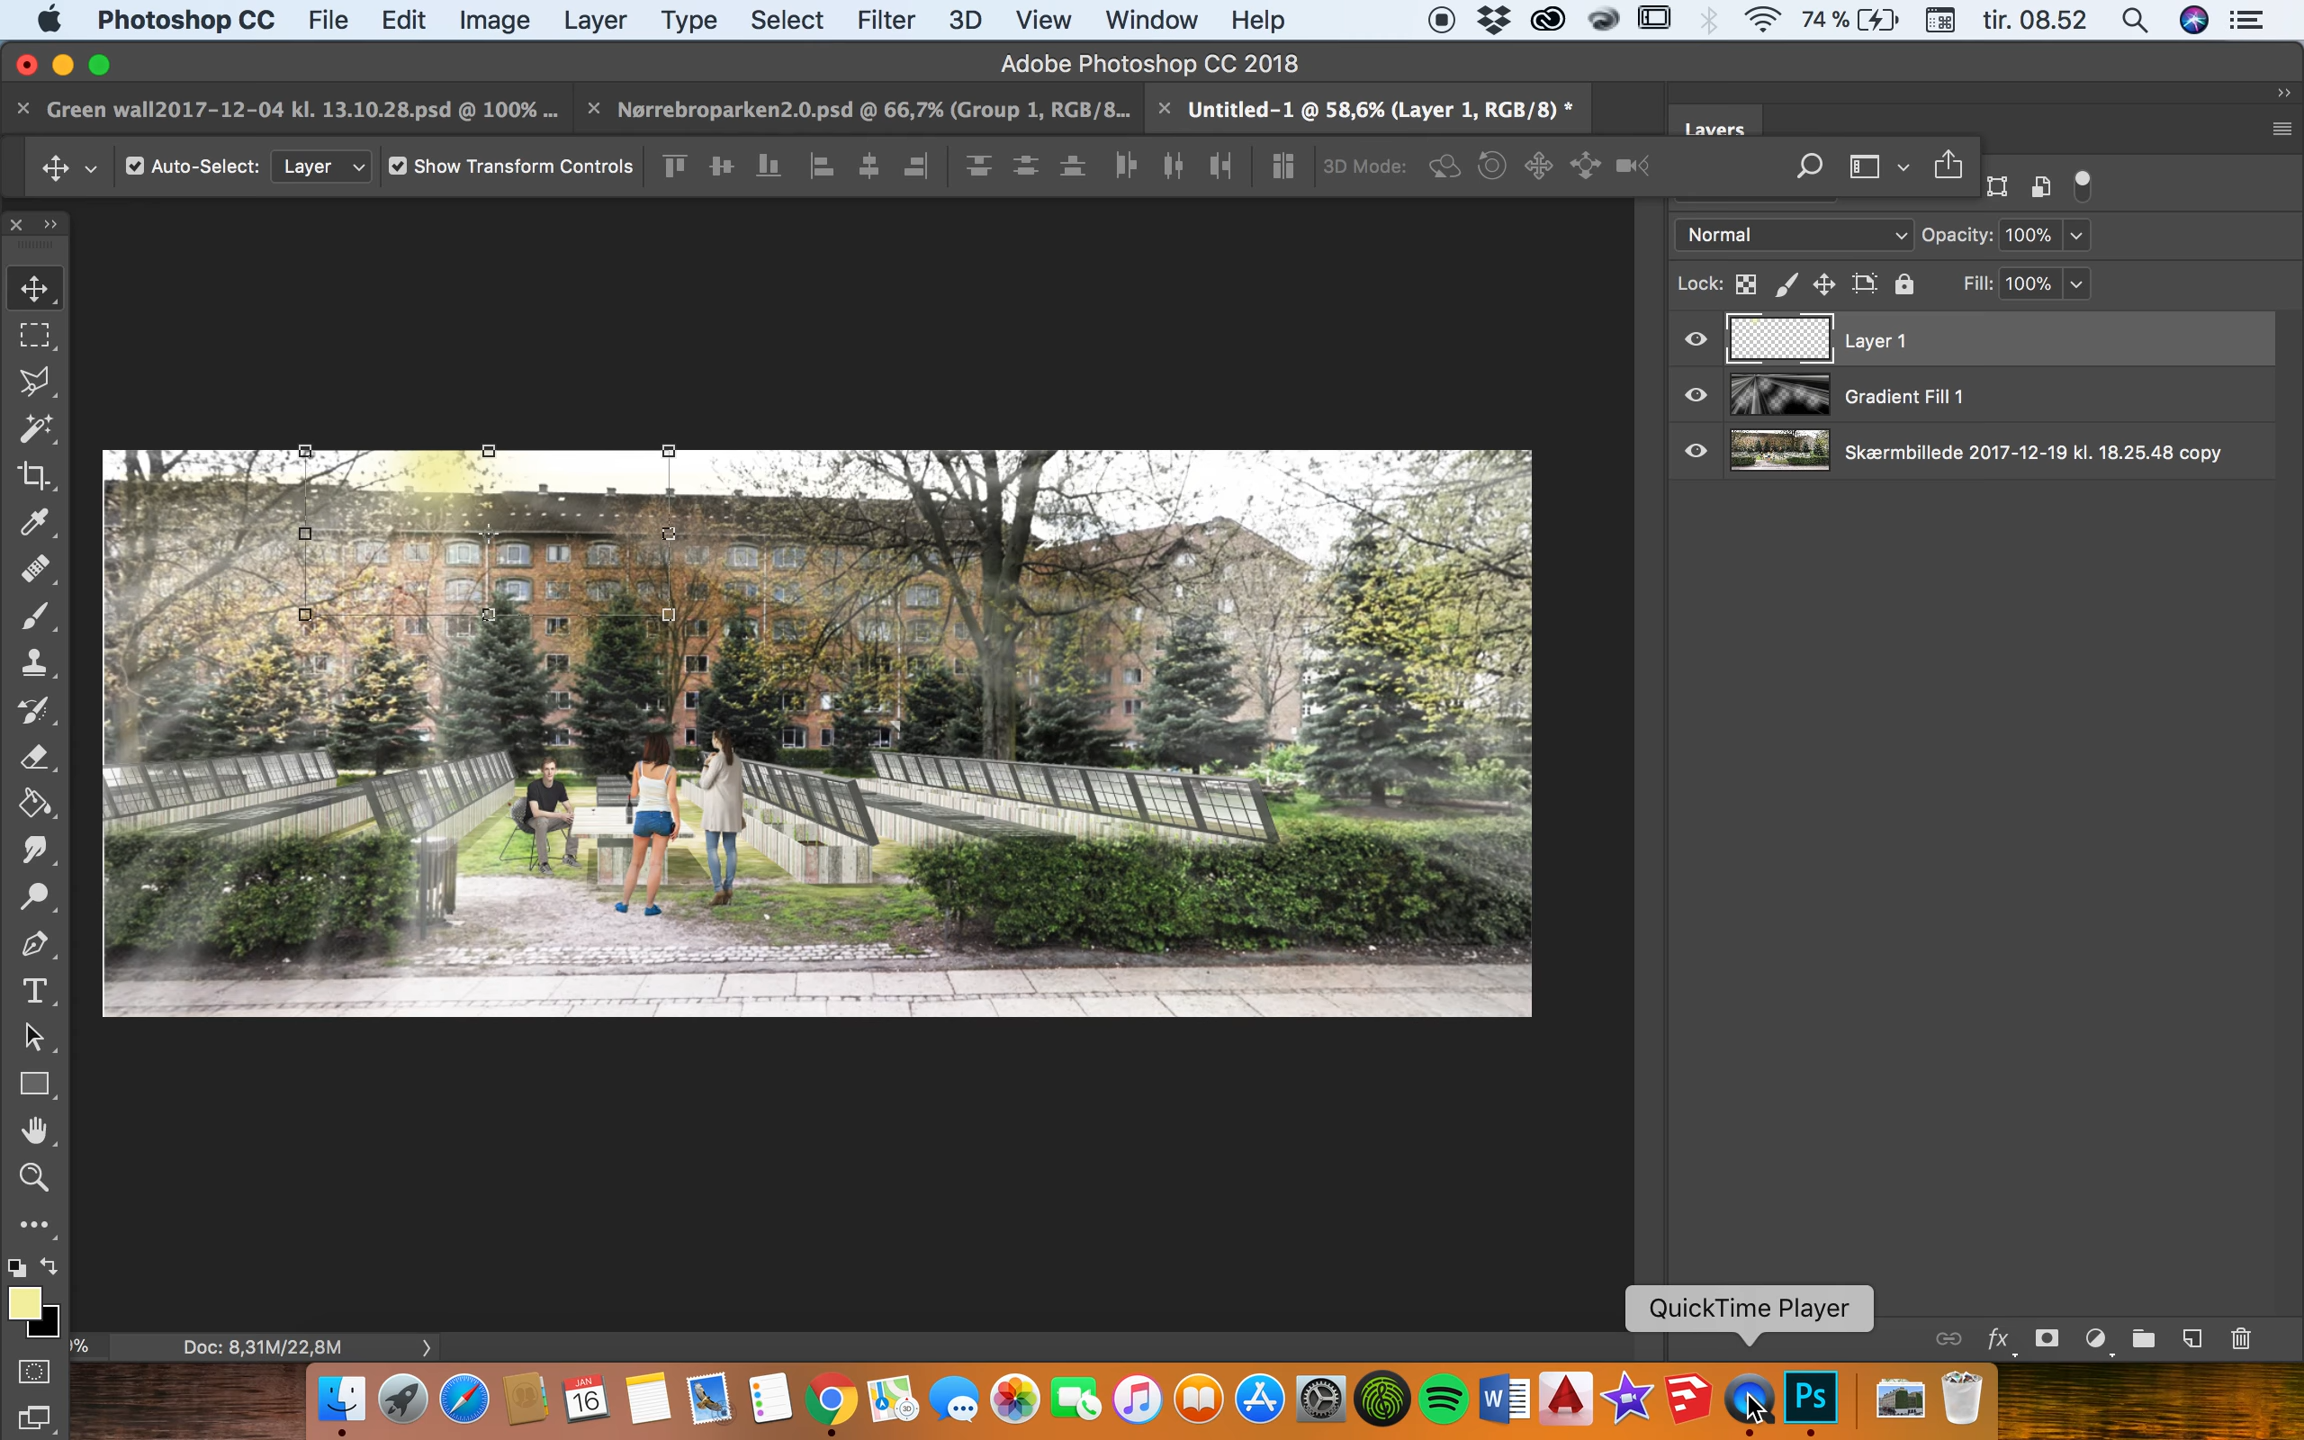 Photoshop CC File Edit Image Layer Type Select Filter 3D View Window Help 74 % tir. 08.52
Adobe Photoshop CC 2018
Green wall2017-12-04 kl. 13.10.28.psd @ 100% ... Nørrebroparken2.0.psd @ 66,7% (Group 1, RGB/8... Untitled-1 @ 58,6% (Layer 1, RGB/8) *
Layers
Auto-Select: Layer Show Transform Controls 3D Mode:
Normal Opacity: 100%
Lock: Fill: 100%
Layer 1
Gradient Fill 1
Skærmbillede 2017-12-19 kl. 18.25.48 copy
QuickTime Player
% Doc: 8,31M/22,8M
fx
JAN
16
3D
W
Ps